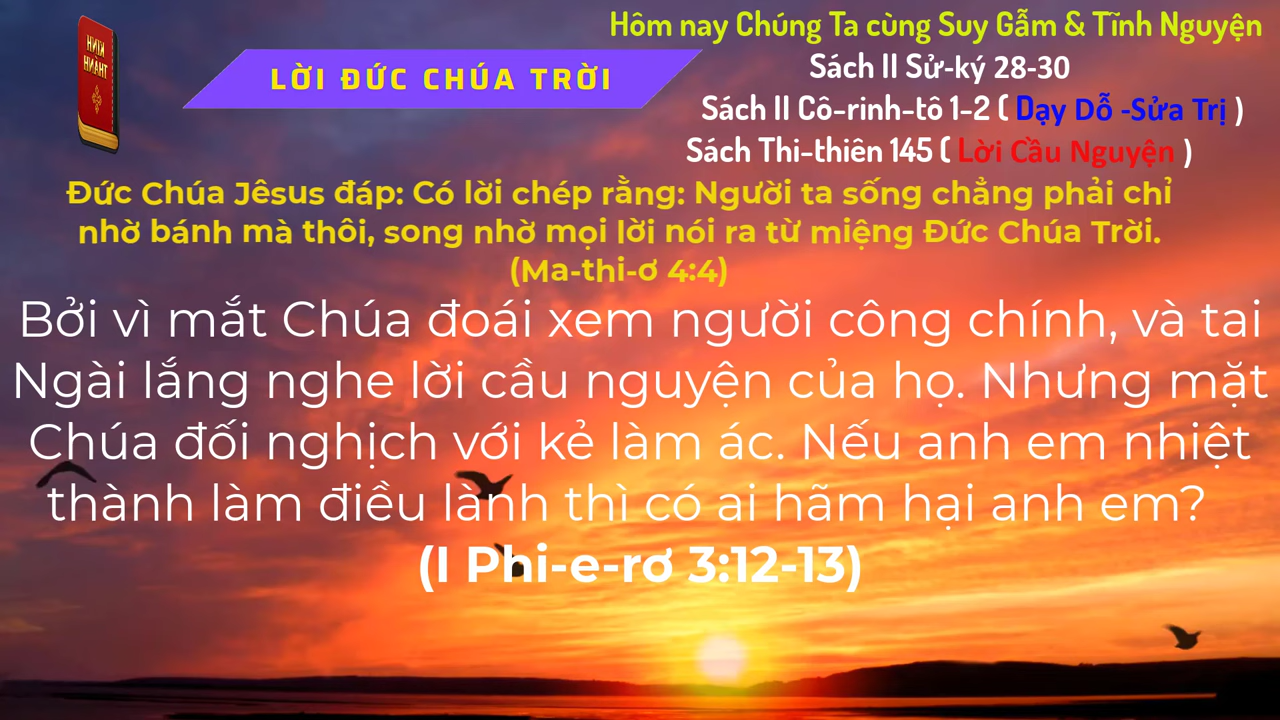 KINH
THÁNH
LỜI ĐỨC CHÚA TRỜI
Hôm nay Chúng Ta cùng Suy Gẫm & Tĩnh Nguyện
Sách II Sử-ký 28-30
Sách II Cô-rinh-tô 1-2 ( Dạy Dỗ -Sửa Trị )
Sách Thi-thiên 145 ( Lời Cầu Nguyện )
Đức Chúa Jêsus đáp: Có lời chép rằng: Người ta sống chẳng phải chỉ
nhờ bánh mà thôi, song nhờ mọi lời nói ra từ miệng Đức Chúa Trời.
(Ma-thi-ơ 4:4)
Bởi vì mắt Chúa đoái xem người công chính, và tai
Ngài lắng nghe lời cầu nguyện của họ. Nhưng mặt
Chúa đối nghịch với kẻ làm ác. Nếu anh em nhiệt
thành làm điều lành thì có ai hãm hại anh em?
(I Phi-e-rơ 3:12-13)